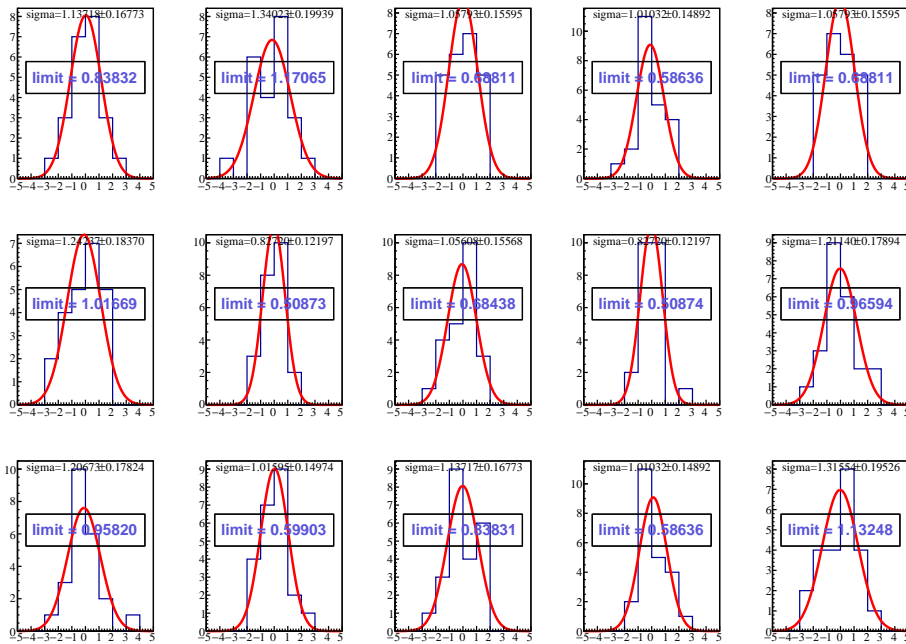 sigma=1.13718±0.16773
limit = 0.83832
sigma=1.34023±0.19939
limit = 1.17065
sigma=1.05793±0.15595
limit = 0.68811
sigma=1.01032±0.14892
limit = 0.58636
sigma=1.05793±0.15595
limit = 0.68811
sigma=1.24237±0.18370
limit = 1.01669
sigma=0.82720±0.12197
limit = 0.50873
sigma=1.05608±0.15568
limit = 0.68438
sigma=0.82720±0.12197
limit = 0.50874
sigma=1.21140±0.17894
limit = 0.96594
sigma=1.20673±0.17824
limit = 0.95820
sigma=1.01595±0.14974
limit = 0.59903
sigma=1.13717±0.16773
limit = 0.83831
sigma=1.01032±0.14892
limit = 0.58636
sigma=1.31554±0.19526
limit = 1.13248